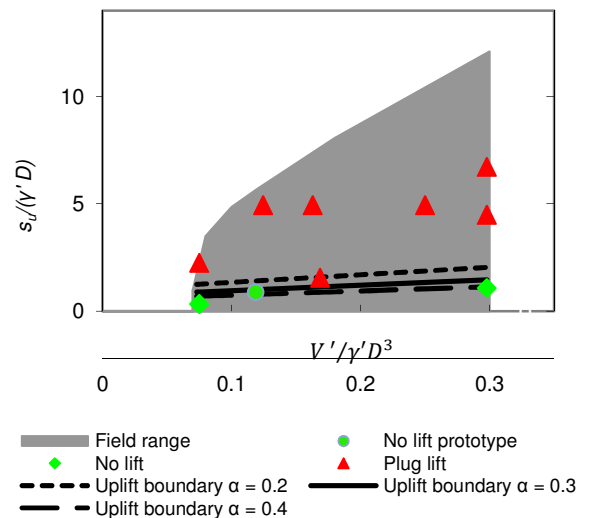 10
5
0
s_u/(γ' D)
V'/γ'D³
0 0.1 0.2 0.3
Field range
No lift prototype
No lift
Plug lift
Uplift boundary α = 0.2
Uplift boundary α = 0.3
Uplift boundary α = 0.4